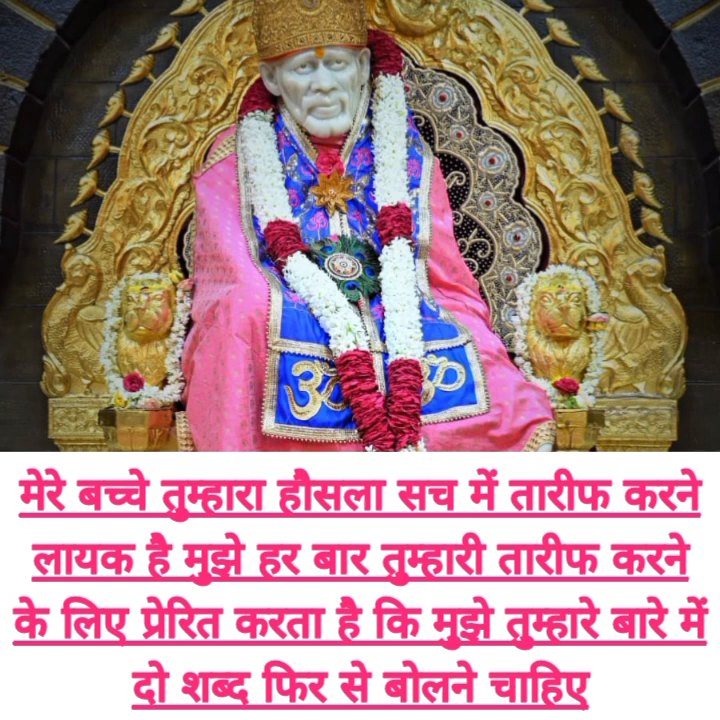 ॐ
मेरे बच्चे तुम्हारा हौसला सच में तारीफ करने
लायक है मुझे हर बार तुम्हारी तारीफ करने
के लिए प्रेरित करता है कि मुझे तुम्हारे बारे में
दो शब्द फिर से बोलने चाहिए